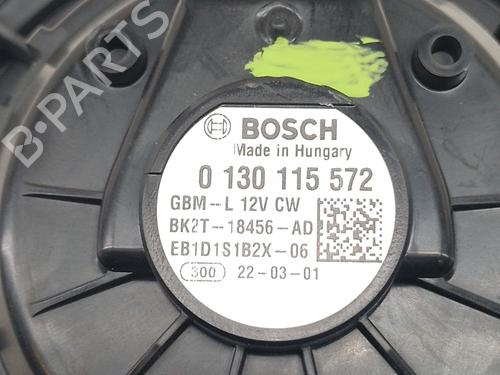 B-PARTS
BOSCH
Made in Hungary
0 130 115 572
GBM-L 12V CW
BK2T-18456-AD
EB1D1S1B2X-06
300 22-03-01